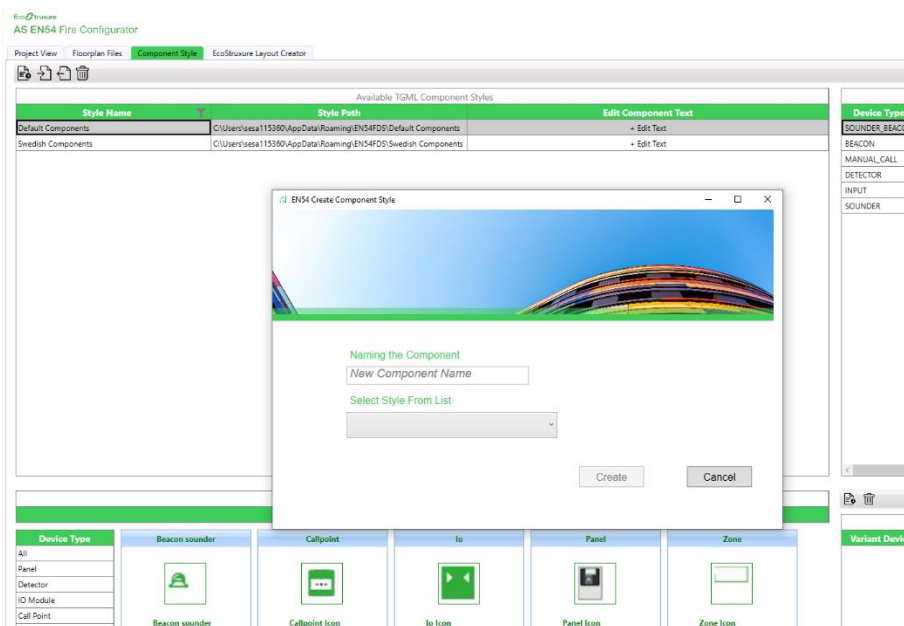 EcoStruxure
AS EN54 Fire Configurator
Project View Floorplan Files Component Style EcoStruxure Layout Creator
Available TGML Component Styles
Style Name Style Path Edit Component Text
Default Components C:\Users\sesa115360\AppData\Roaming\EN54FDS\Default Components + Edit Text
Swedish Components C:\Users\sesa115360\AppData\Roaming\EN54FDS\Swedish Components + Edit Text
Device Type
SOUNDER_BEACO
BEACON
MANUAL_CALL
DETECTOR
INPUT
SOUNDER
EN54 Create Component Style
Naming the Component
New Component Name
Select Style From List
Create Cancel
Device Type Beacon sounder Callpoint Io Panel Zone Variant Devi
All
Panel
Detector
IO Module
Call Point
Beacon sounder Callpoint Icon Io Icon Panel Icon Zone Icon